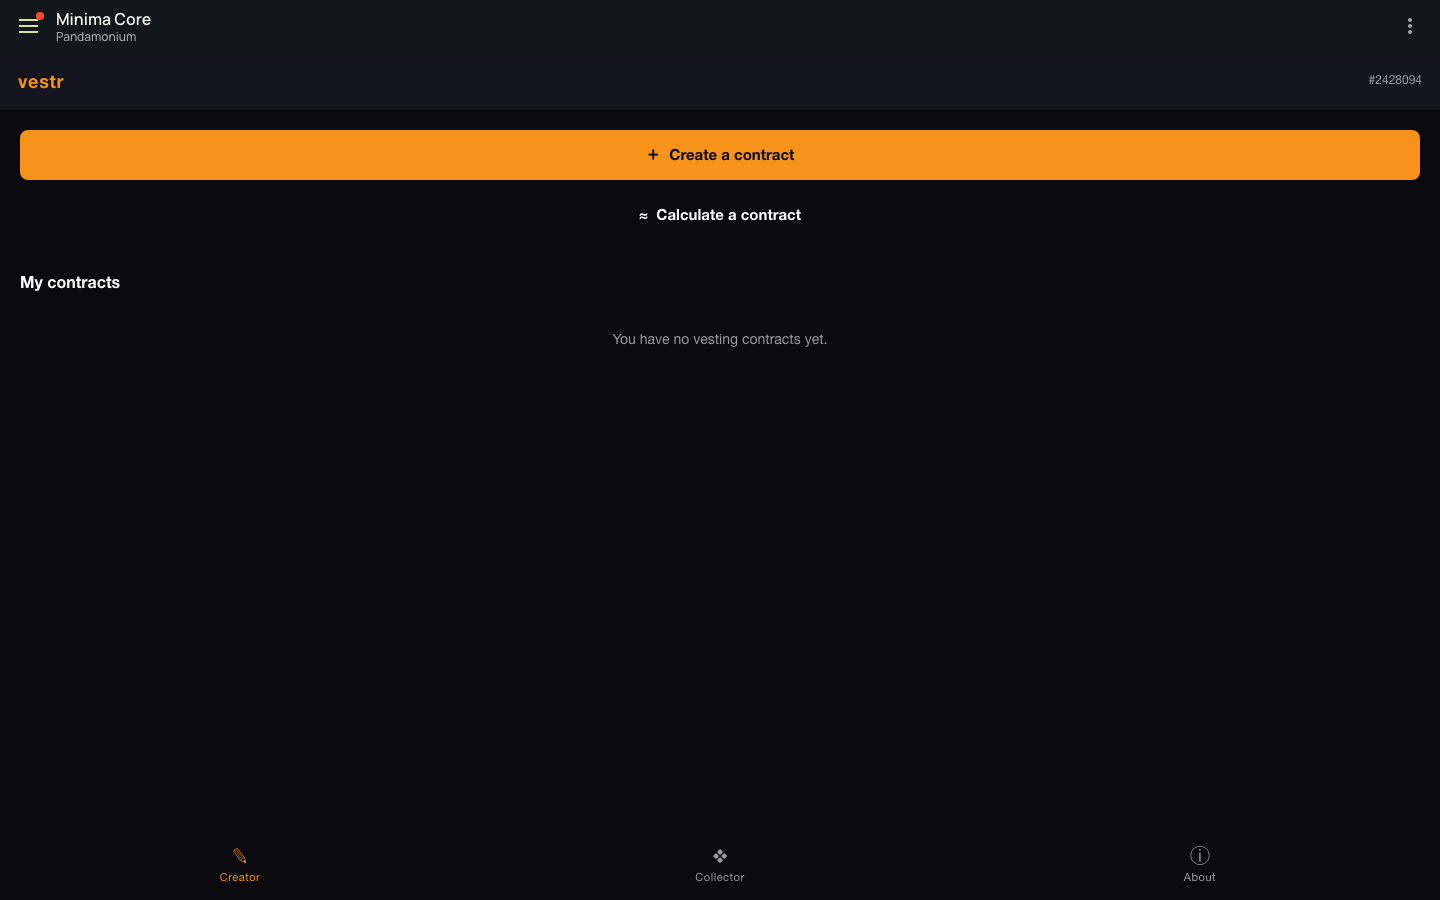 Minima Core
Pandamonium
vestr
#2428094
+ Create a contract
≈ Calculate a contract
My contracts
You have no vesting contracts yet.
Creator
Collector
About